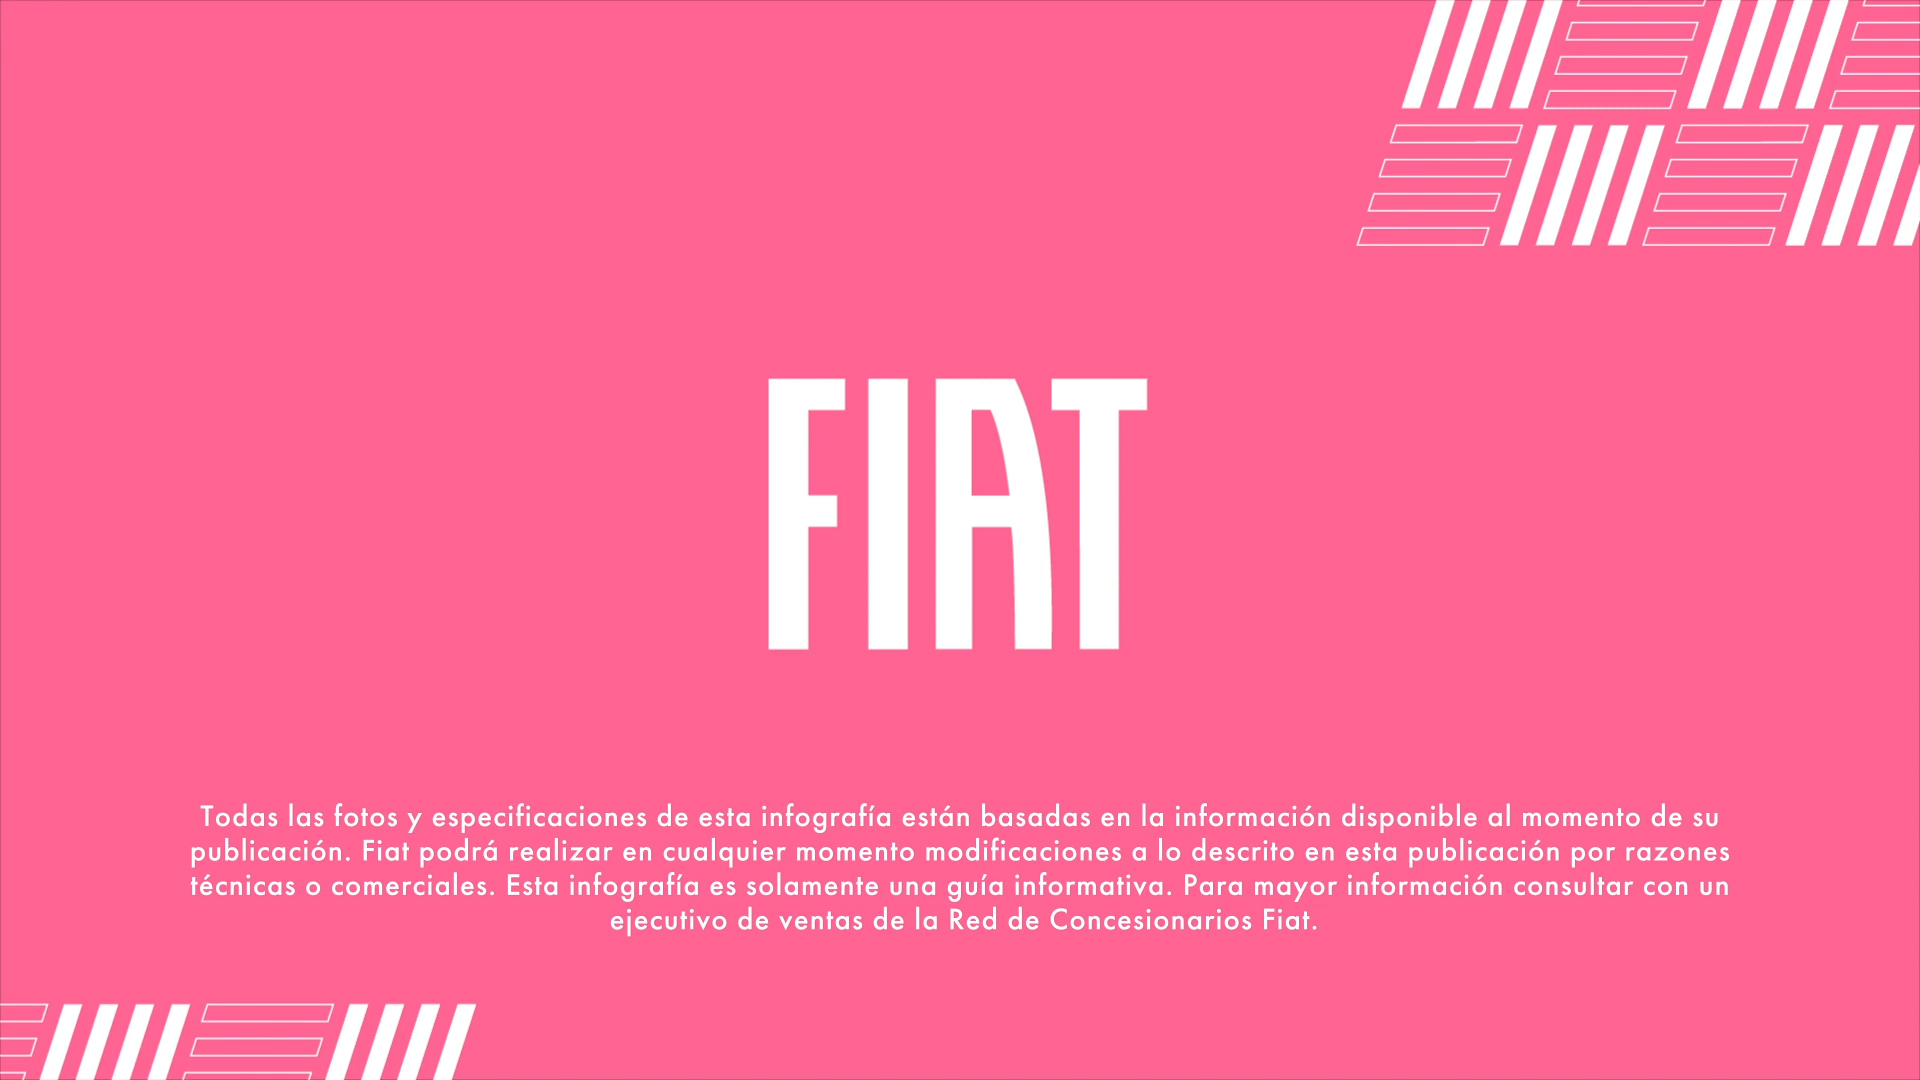 FIAT
Todas las fotos y especificaciones de esta infografía están basadas en la información disponible al momento de su
publicación. Fiat podrá realizar en cualquier momento modificaciones a lo descrito en esta publicación por razones
técnicas o comerciales. Esta infografía es solamente una guía informativa. Para mayor información consultar con un
ejecutivo de ventas de la Red de Concesionarios Fiat.